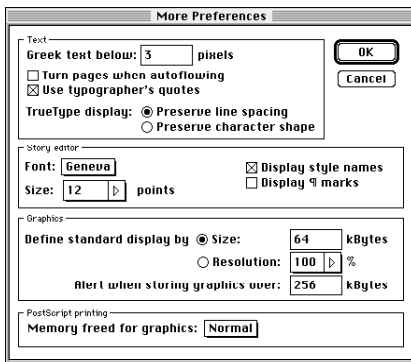 More Preferences
Text
Greek text below: 3 pixels
OK
Turn pages when autoflowing
Cancel
Use typographer's quotes
TrueType display: Preserve line spacing
Preserve character shape
Story editor
Font: Geneva
Display style names
Size: 12 points
Display ¶ marks
Graphics
Define standard display by Size: 64 kBytes
Resolution: 100 %
Alert when storing graphics over: 256 kBytes
PostScript printing
Memory freed for graphics: Normal